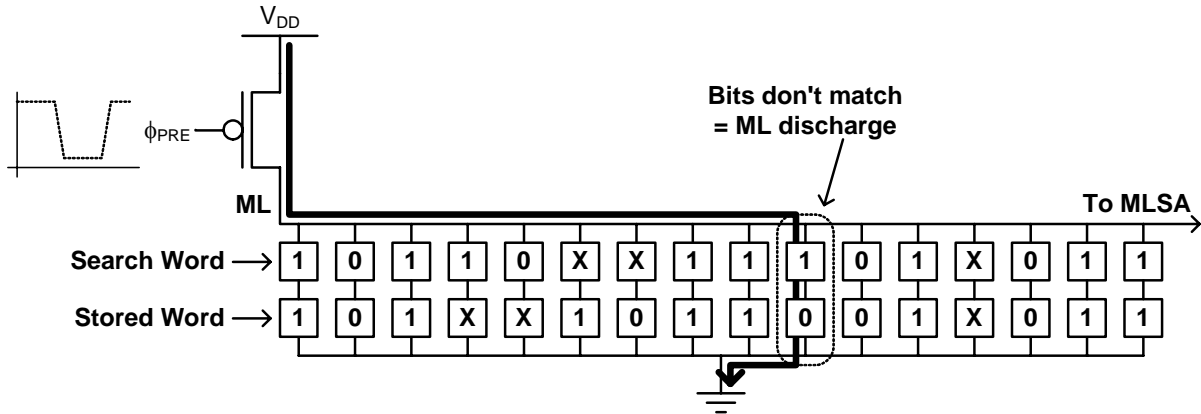 V_DD
Bits don't match
= ML discharge
ϕ_PRE
ML
To MLSA
Search Word 1 0 1 1 0 X X 1 1 1 0 1 X 0 1 1
Stored Word 1 0 1 X X 1 0 1 1 0 0 1 X 0 1 1